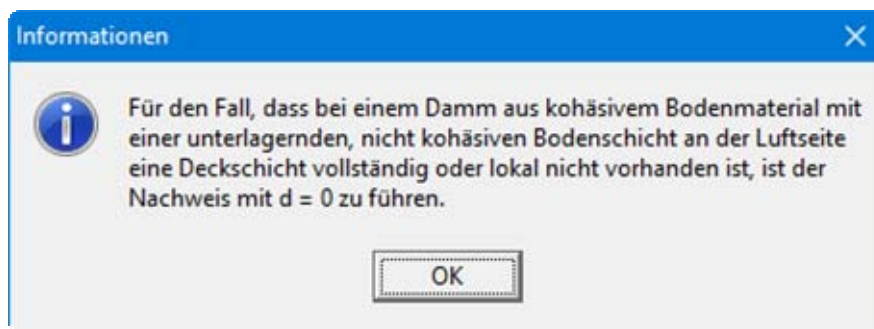 Informationen
Für den Fall, dass bei einem Damm aus kohäsivem Bodenmaterial mit
einer unterlagernden, nicht kohäsiven Bodenschicht an der Luftseite
eine Deckschicht vollständig oder lokal nicht vorhanden ist, ist der
Nachweis mit d = 0 zu führen.
OK